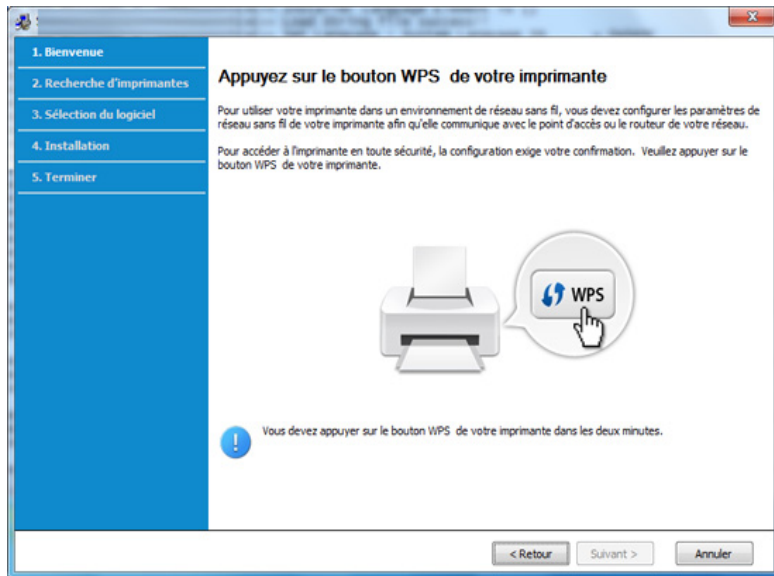 1. Bienvenue
2. Recherche d'imprimantes
3. Sélection du logiciel
4. Installation
5. Terminer
Appuyez sur le bouton WPS  de votre imprimante
Pour utiliser votre imprimante dans un environnement de réseau sans fil, vous devez configurer les paramètres de
réseau sans fil de votre imprimante afin qu'elle communique avec le point d'accès ou le routeur de votre réseau.
Pour accéder à l'imprimante en toute sécurité, la configuration exige votre confirmation.  Veuillez appuyer sur le
bouton WPS  de votre imprimante.
WPS
Vous devez appuyer sur le bouton WPS  de votre imprimante dans les deux minutes.
< Retour
Suivant >
Annuler